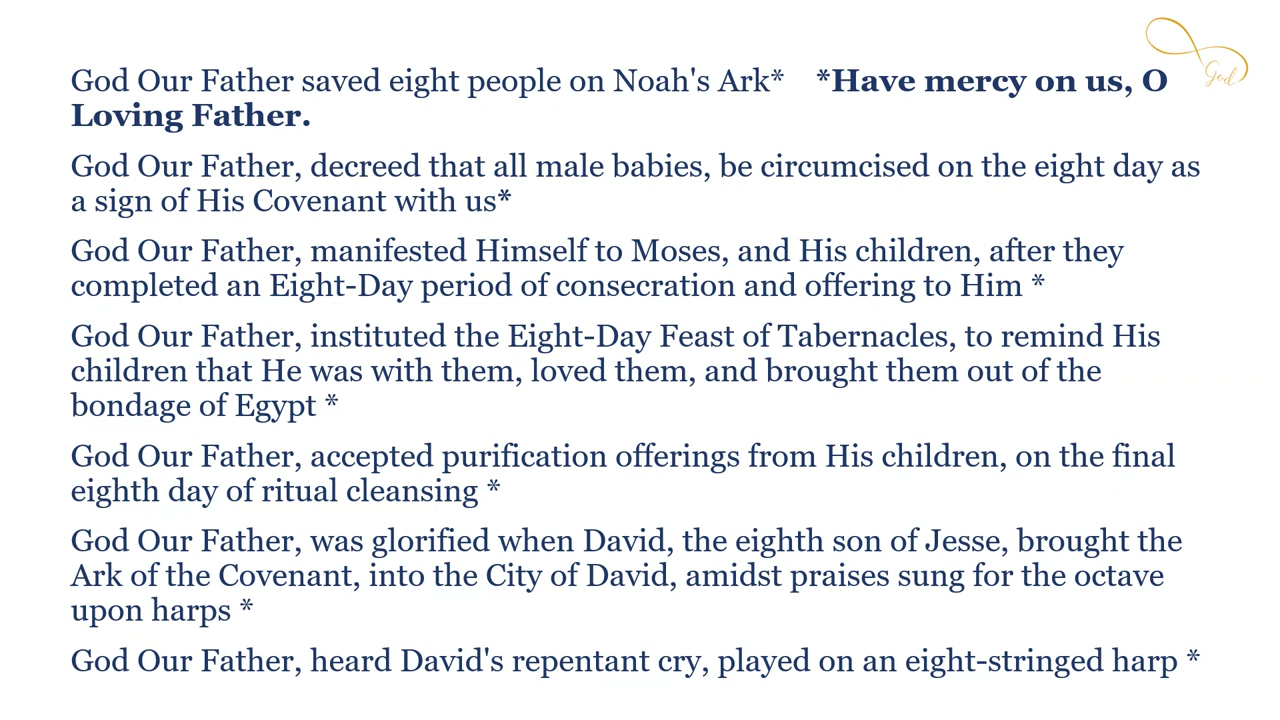 God
God Our Father saved eight people on Noah's Ark* *Have mercy on us, O
Loving Father.
God Our Father, decreed that all male babies, be circumcised on the eight day as
a sign of His Covenant with us*
God Our Father, manifested Himself to Moses, and His children, after they
completed an Eight-Day period of consecration and offering to Him *
God Our Father, instituted the Eight-Day Feast of Tabernacles, to remind His
children that He was with them, loved them, and brought them out of the
bondage of Egypt *
God Our Father, accepted purification offerings from His children, on the final
eighth day of ritual cleansing *
God Our Father, was glorified when David, the eighth son of Jesse, brought the
Ark of the Covenant, into the City of David, amidst praises sung for the octave
upon harps *
God Our Father, heard David's repentant cry, played on an eight-stringed harp *